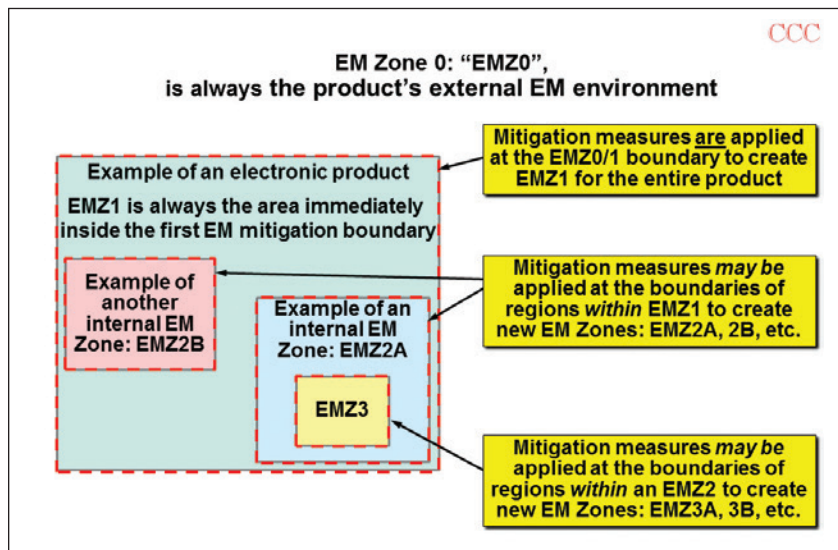 CCC
EM Zone 0: “EMZ0”,
is always the product’s external EM environment
Mitigation measures are applied
at the EMZ0/1 boundary to create
EMZ1 for the entire product
Example of an electronic product
EMZ1 is always the area immediately
inside the first EM mitigation boundary
Example of
another
internal EM
Zone: EMZ2B
Example of an
internal EM
Zone: EMZ2A
EMZ3
Mitigation measures may be
applied at the boundaries of
regions within EMZ1 to create
new EM Zones: EMZ2A, 2B, etc.
Mitigation measures may be
applied at the boundaries of
regions within an EMZ2 to create
new EM Zones: EMZ3A, 3B, etc.